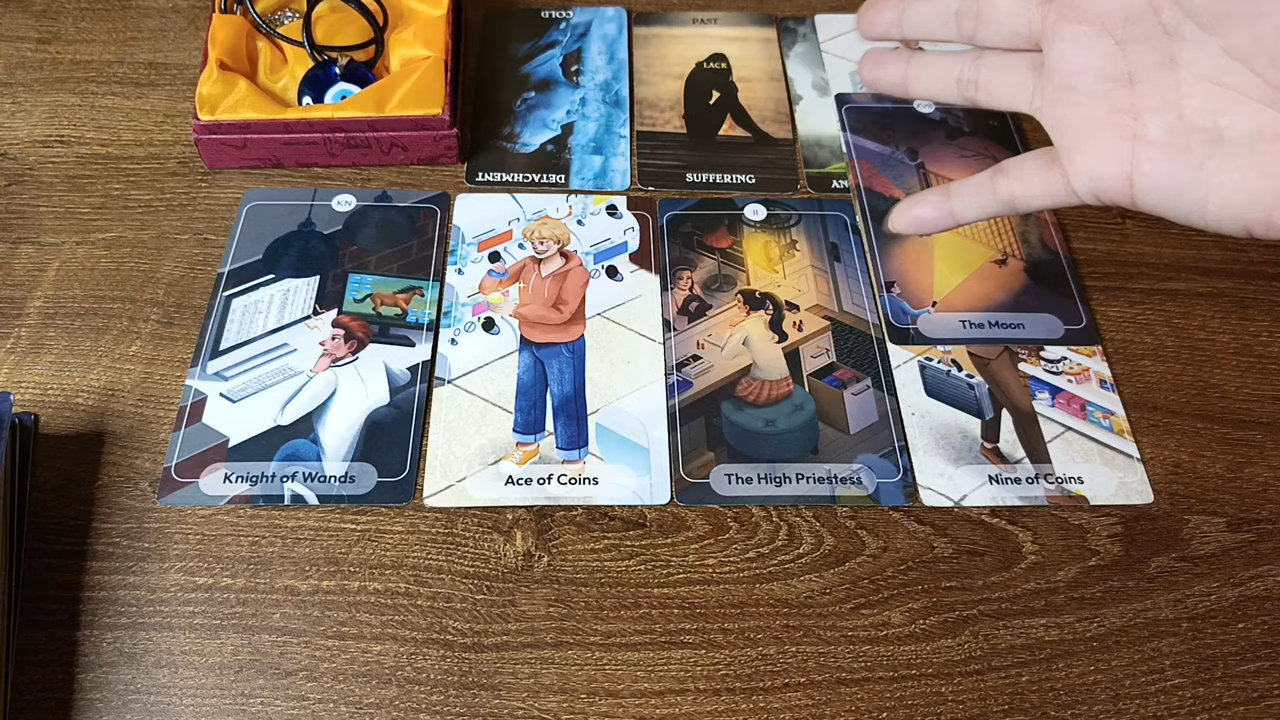 COLD
DETACHMENT
PAST
LACK
SUFFERING
AN
KN
Knight of Wands
Ace of Coins
II
The High Priestess
The Moon
Nine of Coins